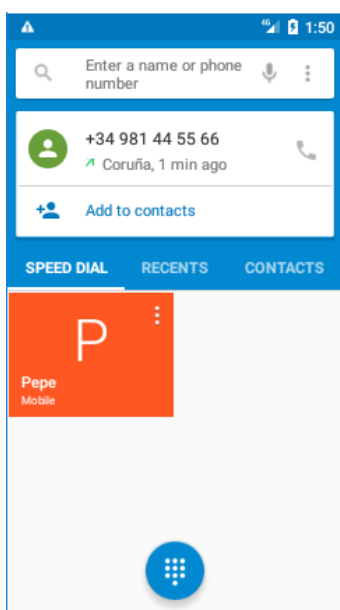 4G 1:50
Enter a name or phone
number
+34 981 44 55 66
Coruña, 1 min ago
Add to contacts
SPEED DIAL RECENTS CONTACTS
P
Pepe
Mobile